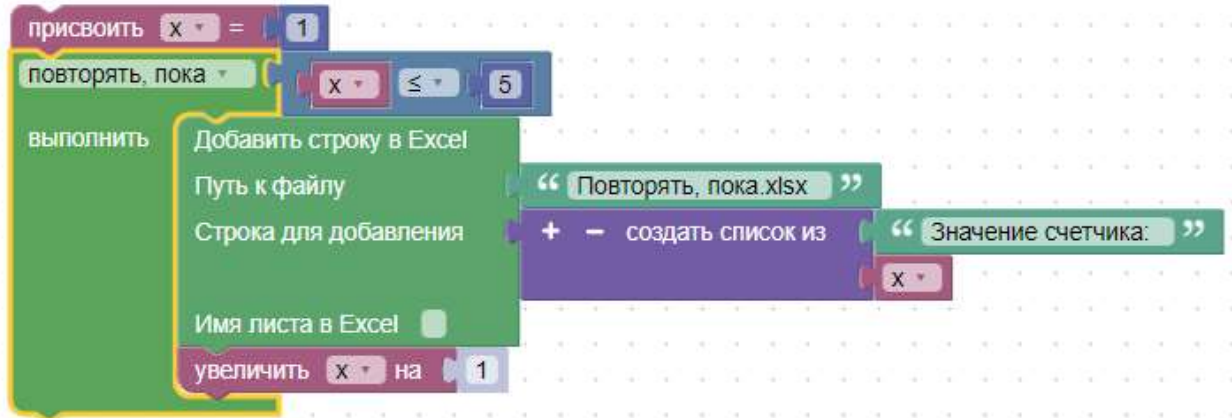 присвоить x = 1
повторять, пока x ≤ 5
выполнить Добавить строку в Excel
Путь к файлу “ Повторять, пока.xlsx ”
Строка для добавления + − создать список из “ Значение счетчика: ”
x
Имя листа в Excel
увеличить x на 1